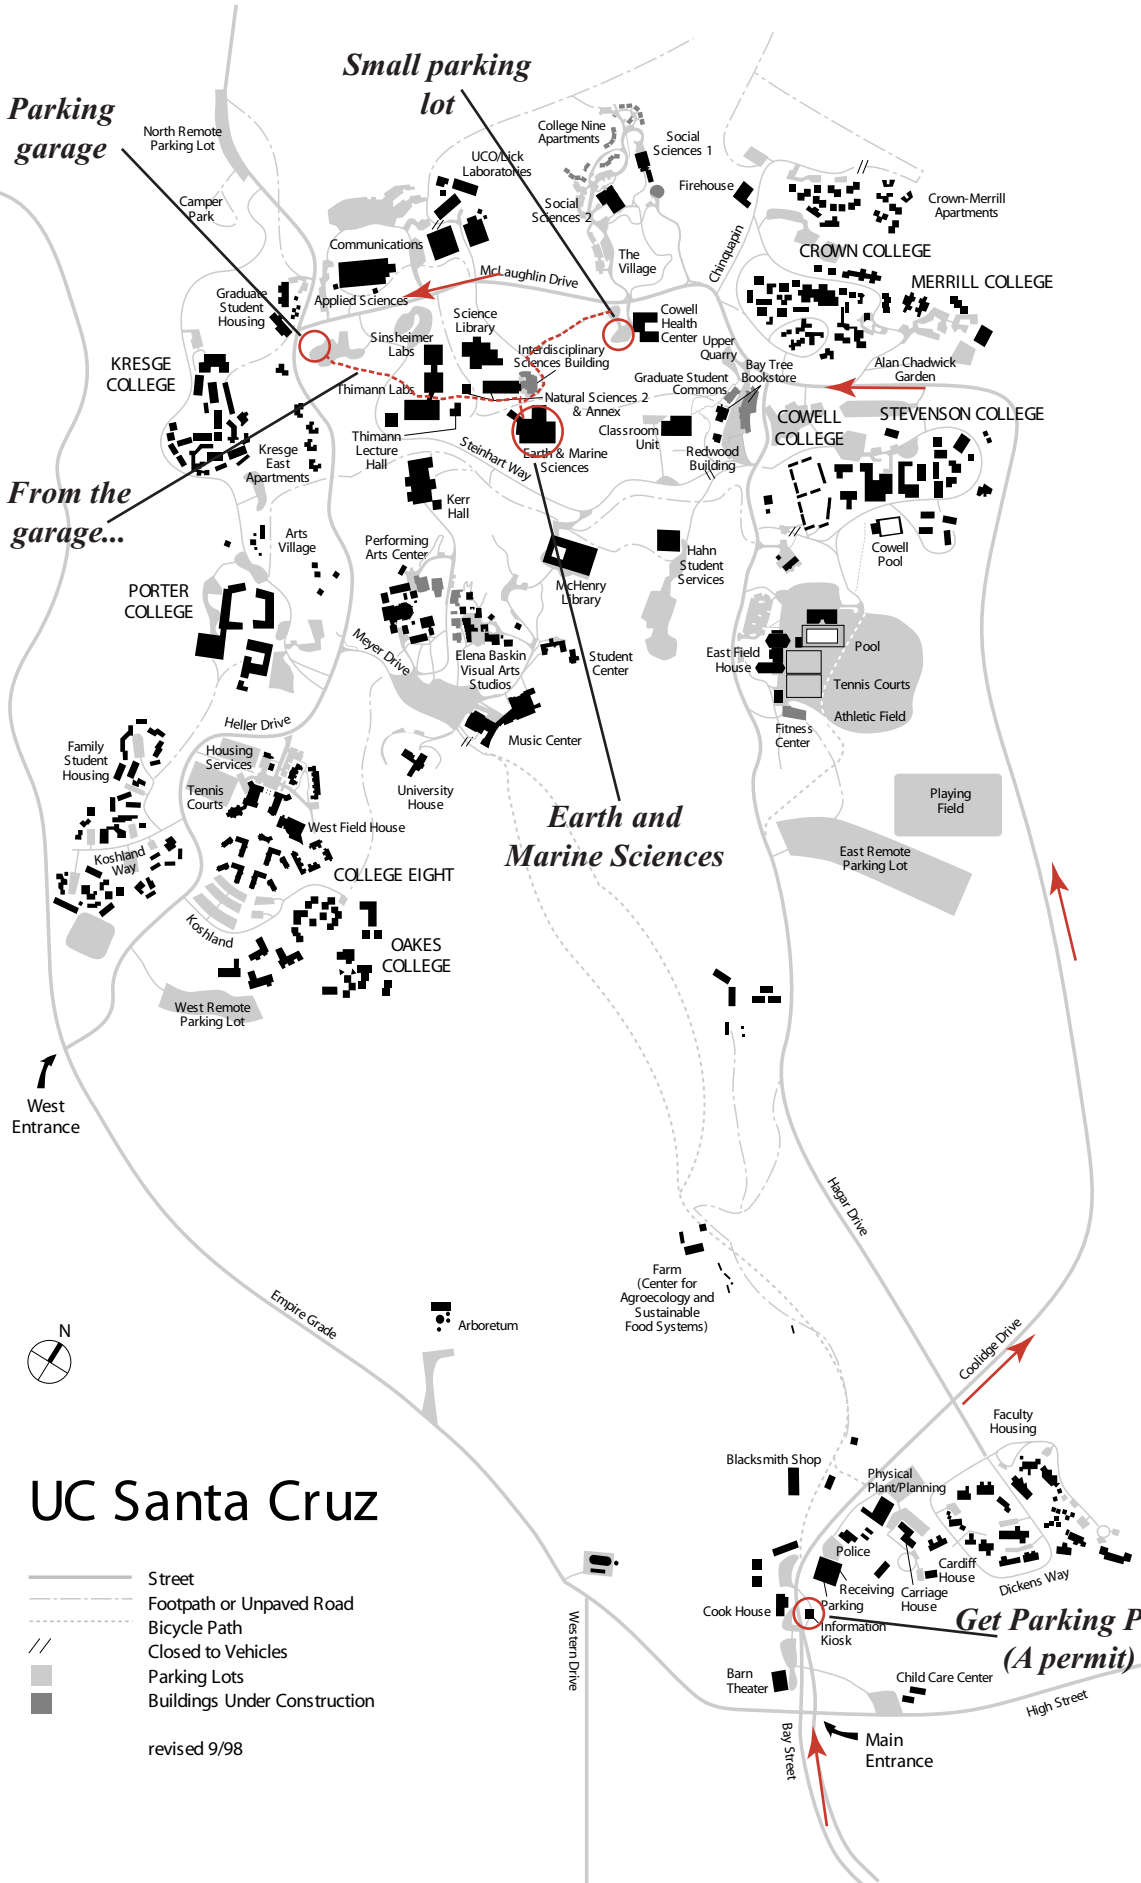 Small parking
lot
Parking
garage
North Remote
Parking Lot
College Nine
Apartments
Social
Sciences 1
UCO/Lick
Laboratories
Firehouse
Camper
Park
Social
Sciences 2
Crown-Merrill
Apartments
Communications
The
Village
Chinquapin
CROWN COLLEGE
McLaughlin Drive
MERRILL COLLEGE
Graduate
Student
Housing
Applied Sciences
Science
Library
Cowell
Health
Center
Sinsheimer
Labs
Upper
Quarry
Interdisciplinary
Sciences Building
KRESGE
COLLEGE
Alan Chadwick
Garden
Bay Tree
Bookstore
Graduate Student
Commons
Thimann Labs
Natural Sciences 2
& Annex
STEVENSON COLLEGE
COWELL
COLLEGE
Classroom
Unit
Thimann
Lecture
Hall
Steinhart Way
Earth & Marine
Sciences
Redwood
Building
Kresge
East
Apartments
From the
garage...
Kerr
Hall
Arts
Village
Performing
Arts Center
Hahn
Student
Services
Cowell
Pool
McHenry
Library
PORTER
COLLEGE
Meyer Drive
Elena Baskin
Visual Arts
Studios
Student
Center
East Field
House
Pool
Tennis Courts
Athletic Field
Fitness
Center
Heller Drive
Music Center
Family
Student
Housing
Housing
Services
Tennis
Courts
University
House
Playing
Field
West Field House
Earth and
Marine Sciences
Koshland
Way
East Remote
Parking Lot
COLLEGE EIGHT
Koshland
OAKES
COLLEGE
West Remote
Parking Lot
West
Entrance
Hagar Drive
Farm
(Center for
Agroecology and
Sustainable
Food Systems)
Empire Grade
Arboretum
N
Coolidge Drive
Faculty
Housing
Blacksmith Shop
Physical
Plant/Planning
UC Santa Cruz
Police
Cardiff
House
Dickens Way
Receiving
Carriage
House
Parking
Cook House
Information
Kiosk
Get Parking P
(A permit)
Street
Footpath or Unpaved Road
Bicycle Path
Closed to Vehicles
Parking Lots
Buildings Under Construction
revised 9/98
Western Drive
Barn
Theater
Child Care Center
High Street
Bay Street
Main
Entrance